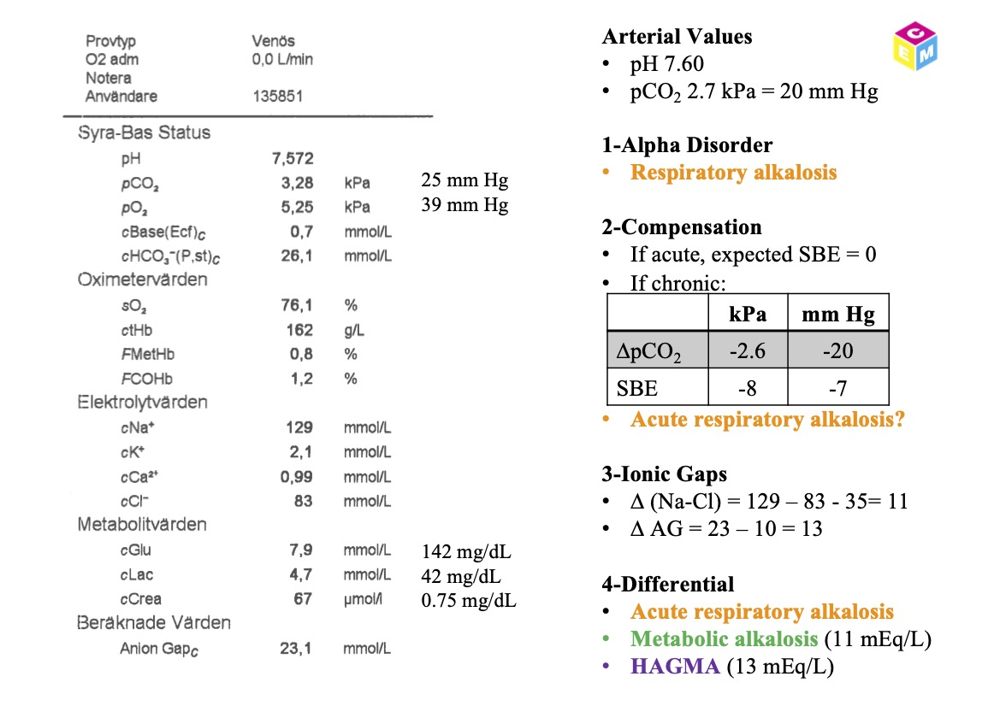 Provtyp Venös
O2 adm 0,0 L/min
Notera
Användare 135851
Syra-Bas Status
pH 7,572
pCO₂ 3,28 kPa 25 mm Hg
pO₂ 5,25 kPa 39 mm Hg
cBase(Ecf)c 0,7 mmol/L
cHCO₃⁻(P,st)c 26,1 mmol/L
Oximetervärden
sO₂ 76,1 %
ctHb 162 g/L
FMetHb 0,8 %
FCOHb 1,2 %
Elektrolytvärden
cNa⁺ 129 mmol/L
cK⁺ 2,1 mmol/L
cCa²⁺ 0,99 mmol/L
cCl⁻ 83 mmol/L
Metabolitvärden
cGlu 7,9 mmol/L 142 mg/dL
cLac 4,7 mmol/L 42 mg/dL
cCrea 67 µmol/l 0.75 mg/dL
Beräknade Värden
Anion Gapc 23,1 mmol/L
Arterial Values
• pH 7.60
• pCO₂ 2.7 kPa = 20 mm Hg
1-Alpha Disorder
• Respiratory alkalosis
2-Compensation
• If acute, expected SBE = 0
• If chronic:
kPa mm Hg
ΔpCO₂ -2.6 -20
SBE -8 -7
• Acute respiratory alkalosis?
3-Ionic Gaps
• Δ (Na-Cl) = 129 – 83 - 35= 11
• Δ AG = 23 – 10 = 13
4-Differential
• Acute respiratory alkalosis
• Metabolic alkalosis (11 mEq/L)
• HAGMA (13 mEq/L)
G
E M